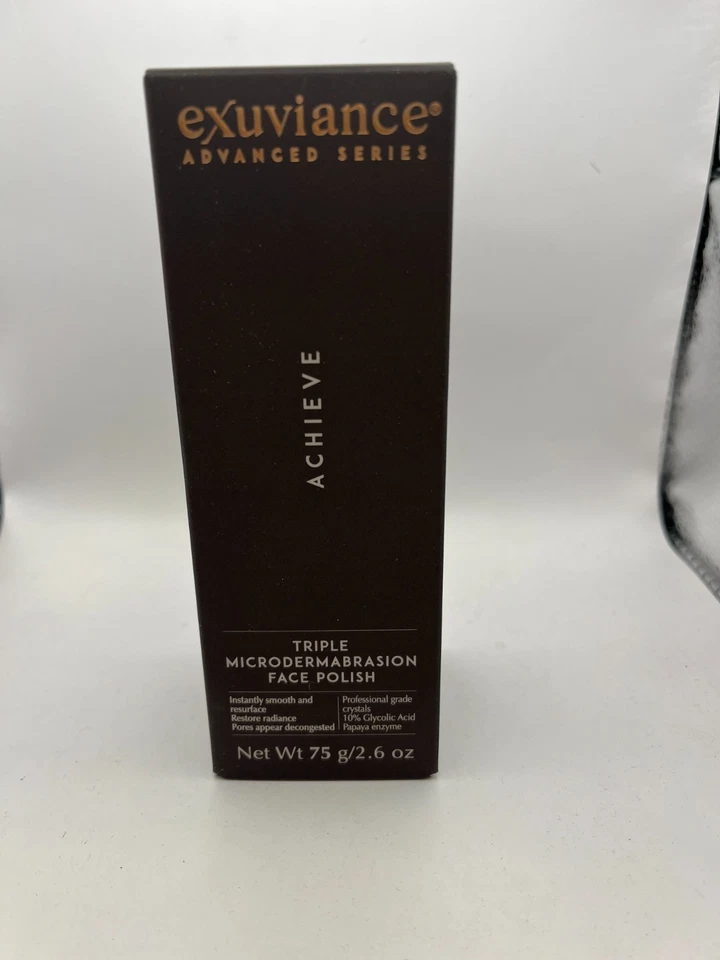 exuviance®
ADVANCED SERIES
ACHIEVE
TRIPLE
MICRODERMABRASION
FACE POLISH
Instantly smooth and
resurface
Restore radiance
Pores appear decongested
Professional grade
crystals
10% Glycolic Acid
Papaya enzyme
Net Wt 75 g/2.6 oz